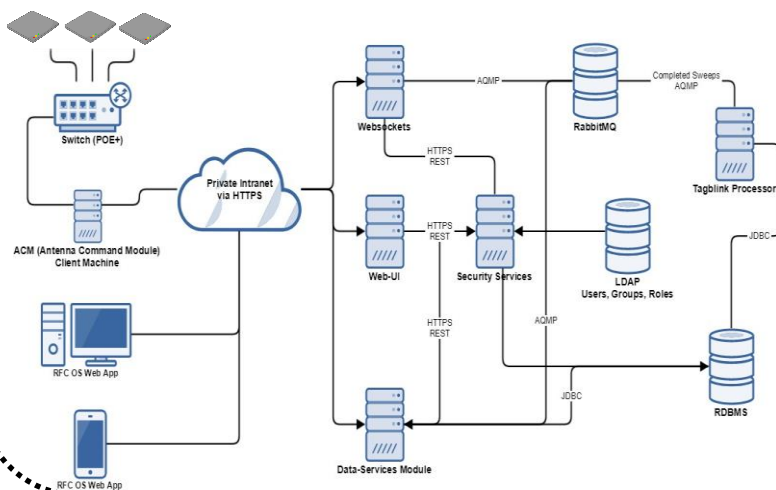 Switch (POE+)
ACM (Antenna Command Module)
Client Machine
RFC OS Web App
RFC OS Web App
Private Intranet
via HTTPS
Websockets
AQMP
RabbitMQ
Completed Sweeps
AQMP
Tagblink Processor
HTTPS
REST
Web-UI
HTTPS
REST
Security Services
LDAP
Users, Groups, Roles
JDBC
HTTPS
REST
AQMP
JDBC
RDBMS
Data-Services Module